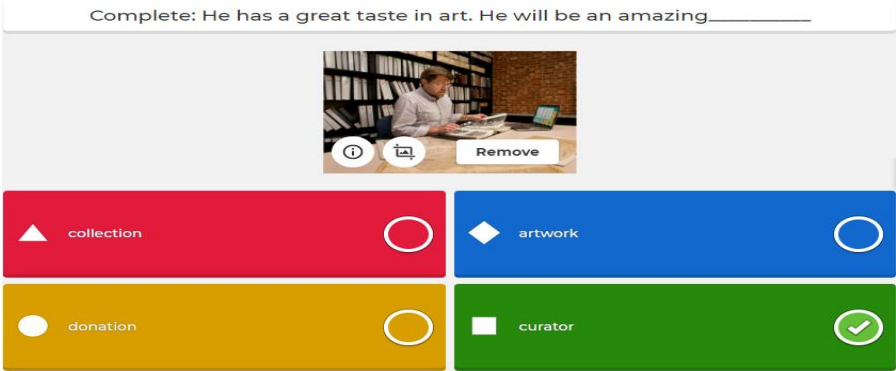 Complete: He has a great taste in art. He will be an amazing__________
Remove
collection
artwork
donation
curator